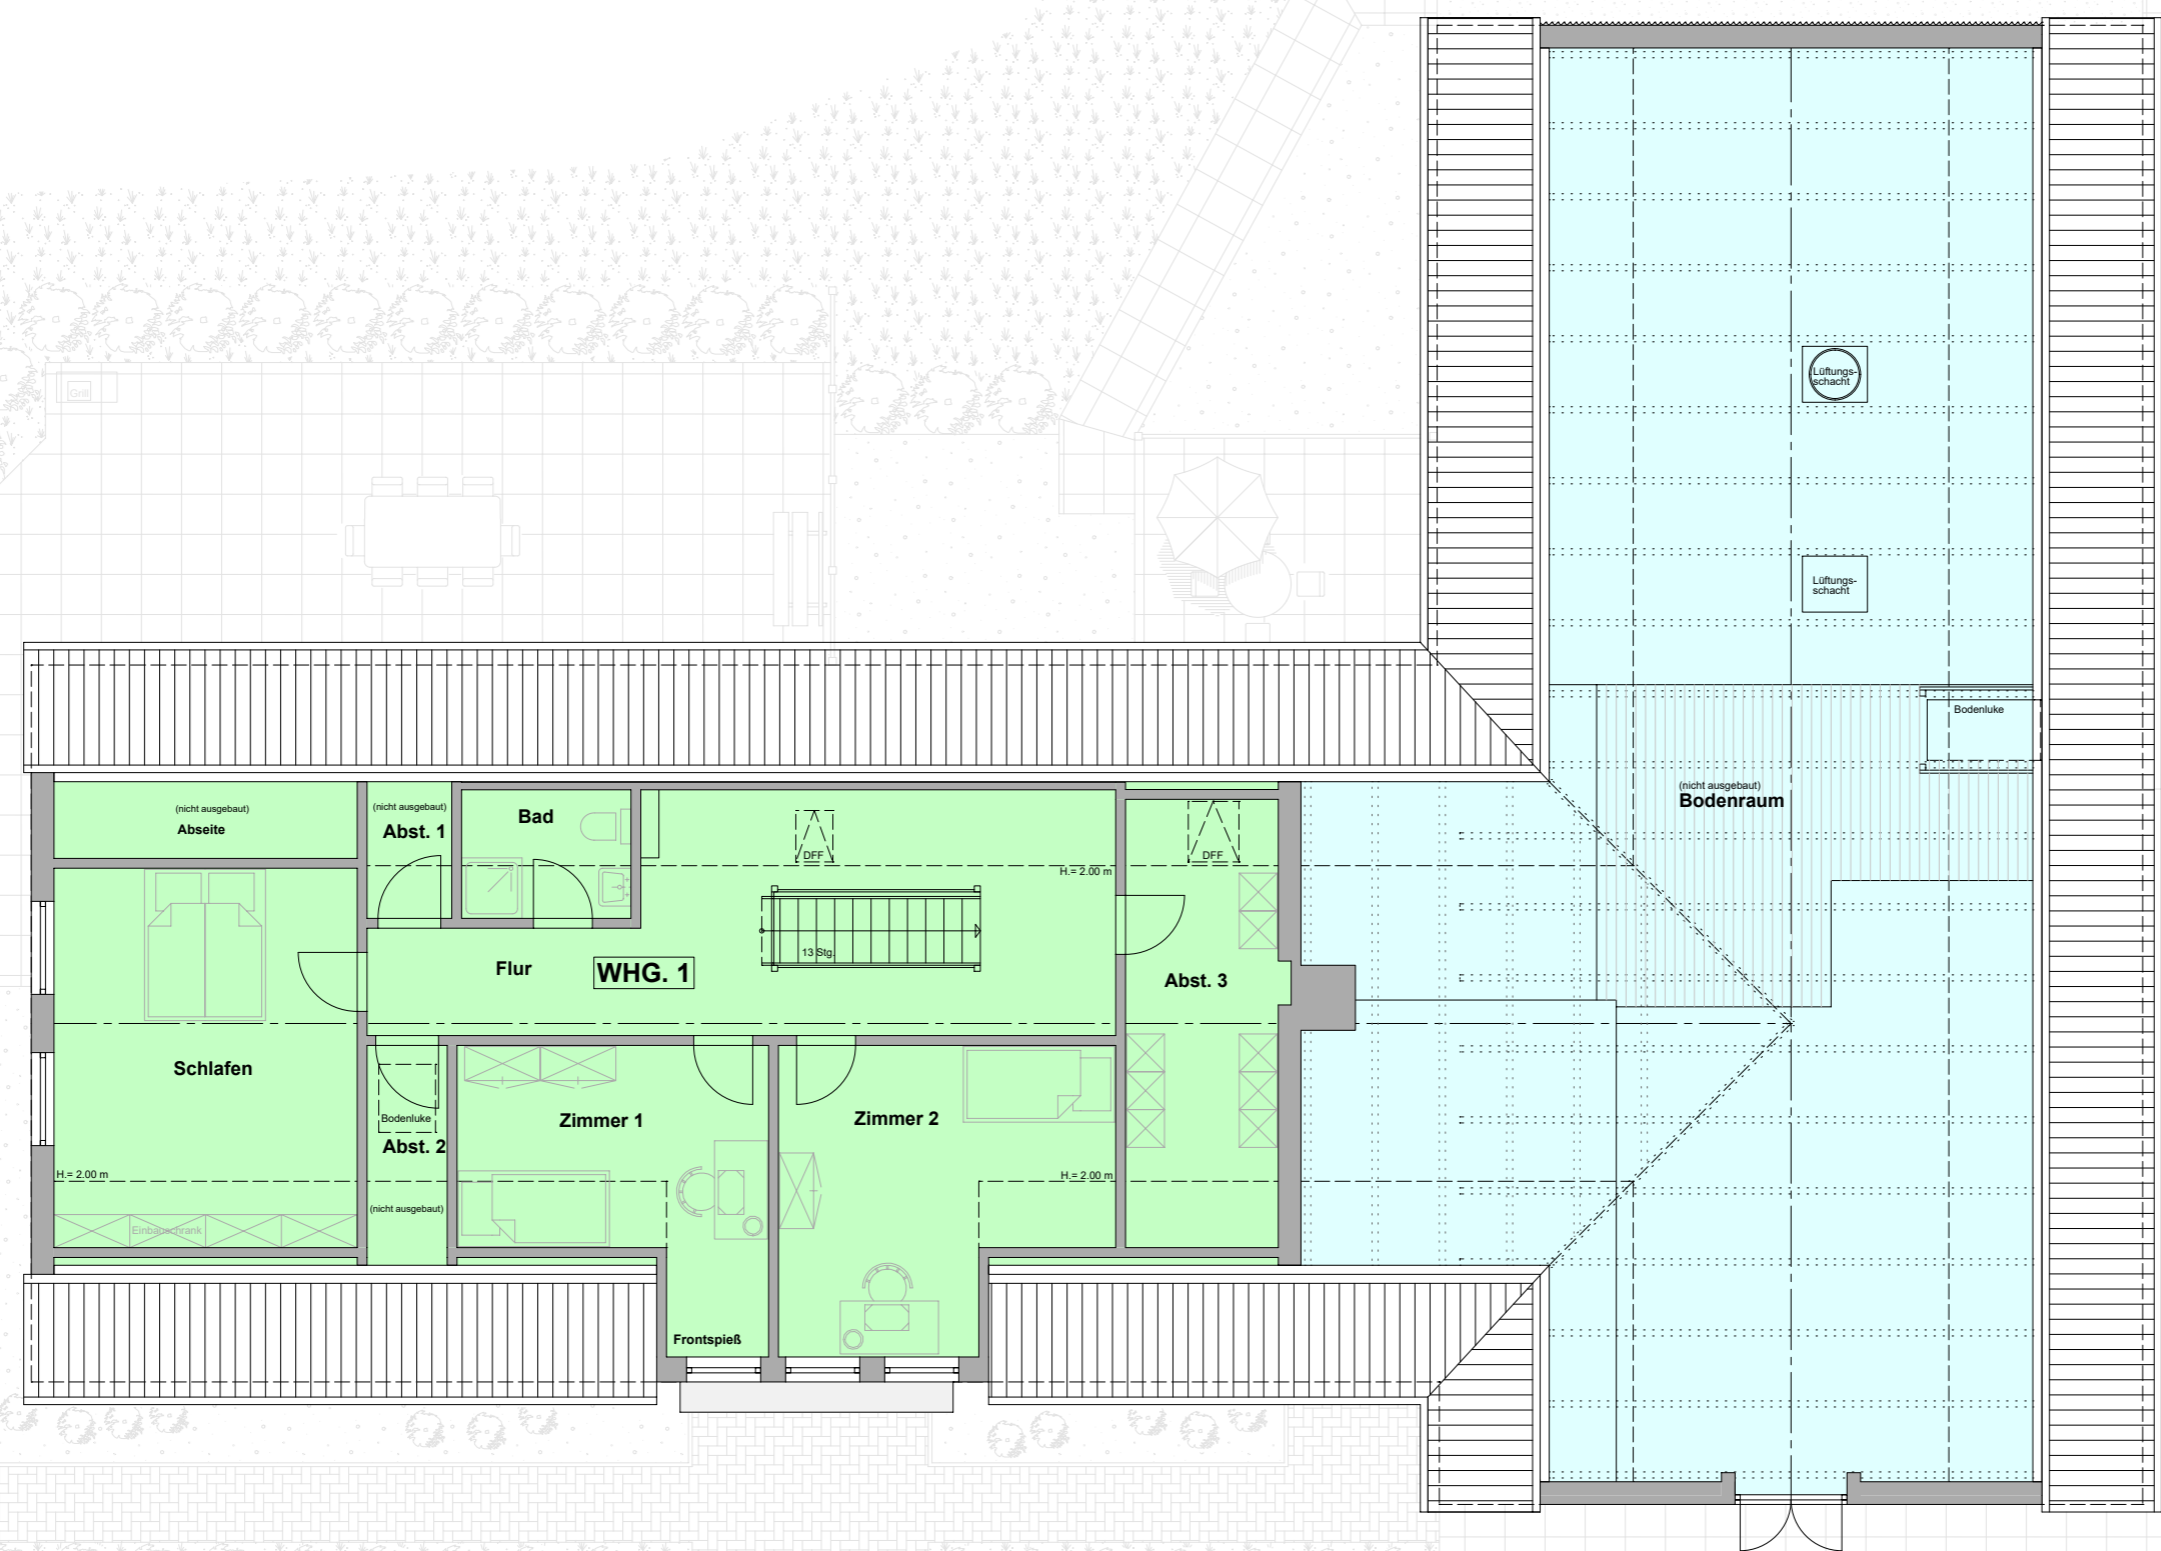 Grill
Lüftungs-
schacht
Lüftungs-
schacht
Bodenluke
(nicht ausgebaut)
Bodenraum
(nicht ausgebaut)
Abseite
(nicht ausgebaut)
Abst. 1
Bad
DFF
DFF
H.= 2.00 m
13 Stg.
Flur
WHG. 1
Abst. 3
Schlafen
Bodenluke
Abst. 2
Zimmer 1
Zimmer 2
H.= 2.00 m
H.= 2.00 m
(nicht ausgebaut)
Einbauschrank
Frontspieß